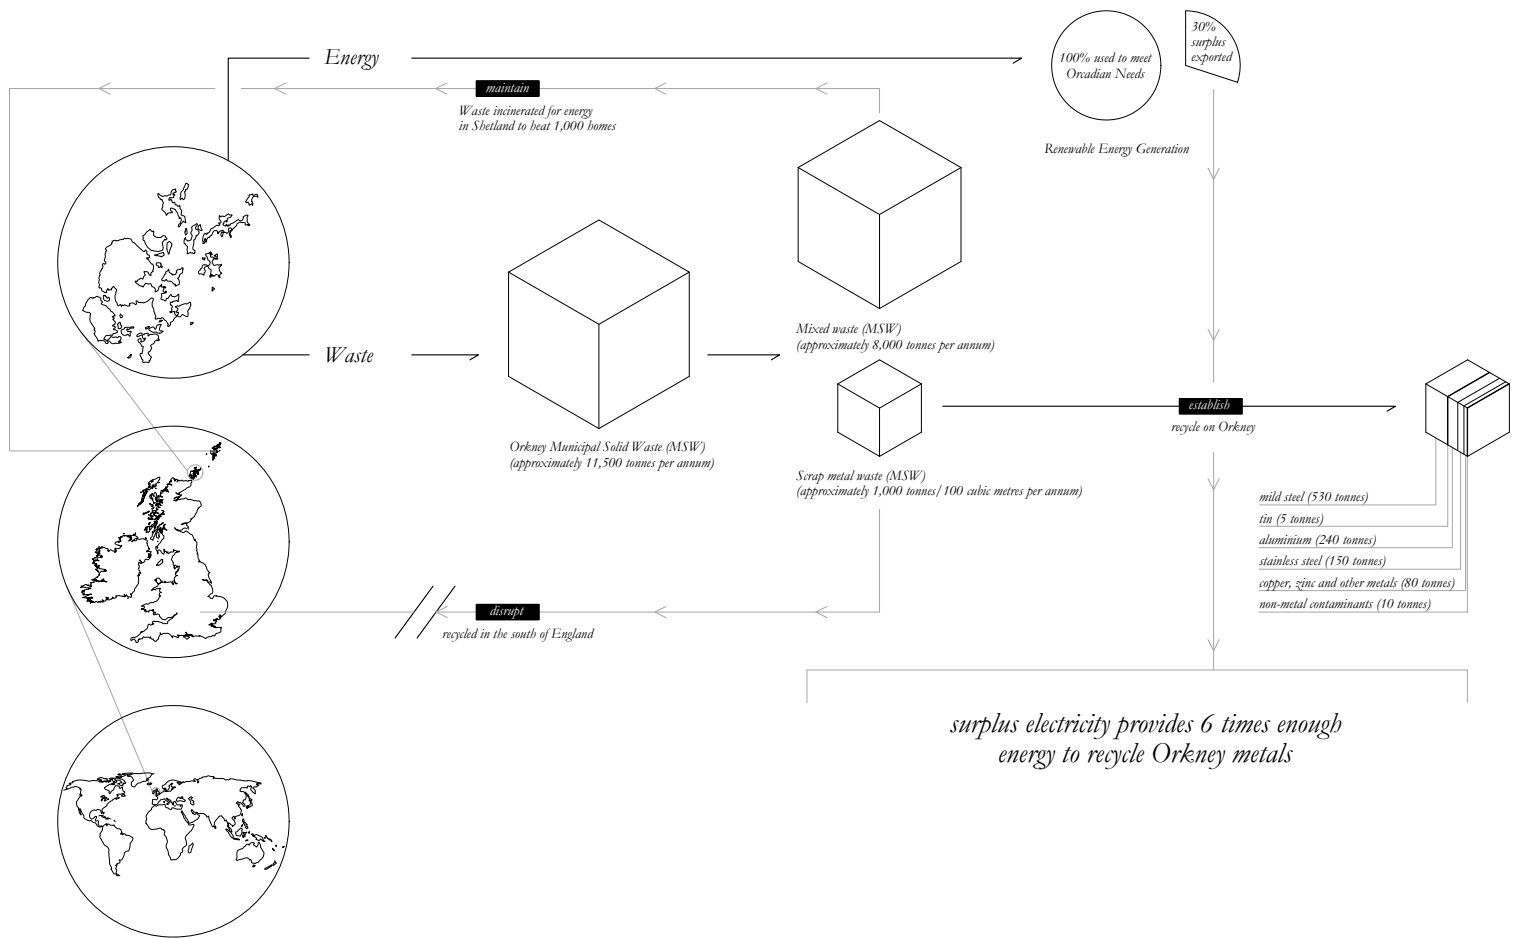 Energy
100% used to meet
Orcadian Needs
30%
surplus
exported
maintain
Waste incinerated for energy
in Shetland to heat 1,000 homes
Renewable Energy Generation
Waste
Mixed waste (MSW)
(approximately 8,000 tonnes per annum)
Orkney Municipal Solid Waste (MSW)
(approximately 11,500 tonnes per annum)
establish
recycle on Orkney
Scrap metal waste (MSW)
(approximately 1,000 tonnes/100 cubic metres per annum)
mild steel (530 tonnes)
tin (5 tonnes)
aluminium (240 tonnes)
stainless steel (150 tonnes)
copper, zinc and other metals (80 tonnes)
non-metal contaminants (10 tonnes)
disrupt
recycled in the south of England
surplus electricity provides 6 times enough
energy to recycle Orkney metals